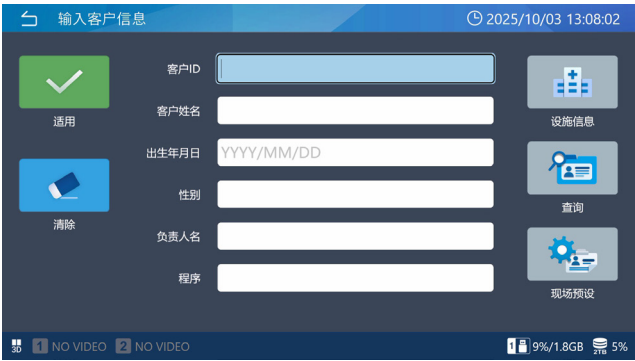 输入客户信息
2025/10/03 13:08:02
客户ID
适用
客户姓名
设施信息
出生年月日
YYYY/MM/DD
性别
查询
清除
负责人名
程序
现场预设
3D
1 NO VIDEO 2 NO VIDEO
1 9%/1.8GB
2TB 5%